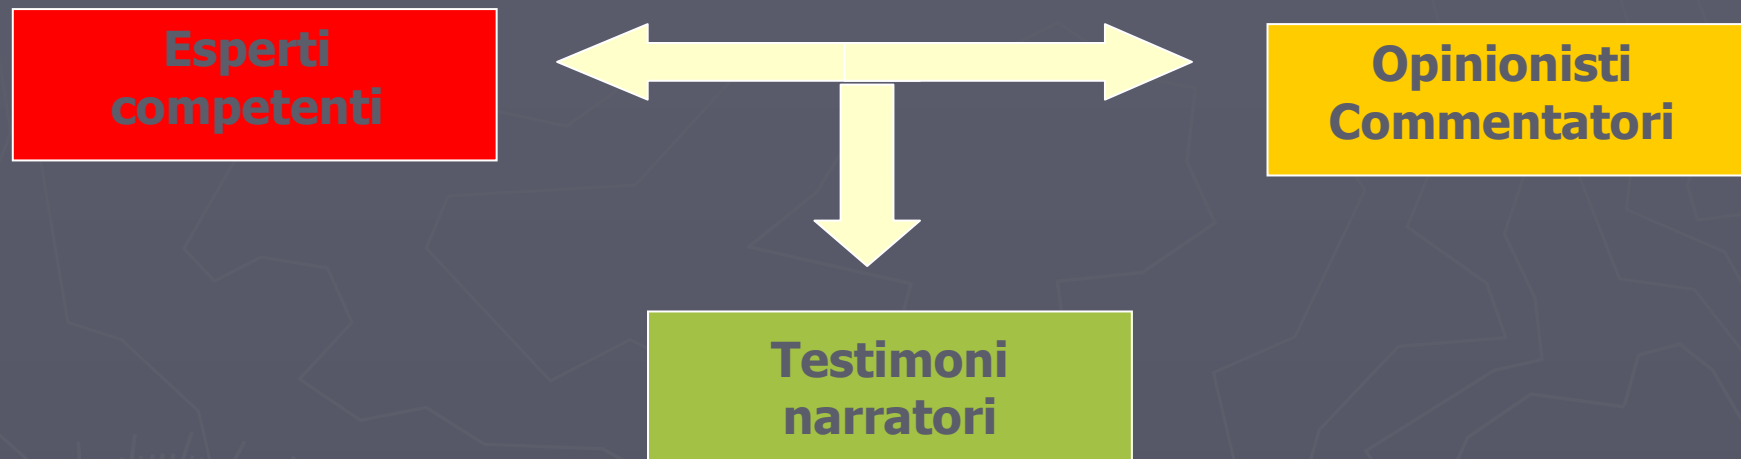 Esperti
competenti
Opinionisti
Commentatori
Testimoni
narratori